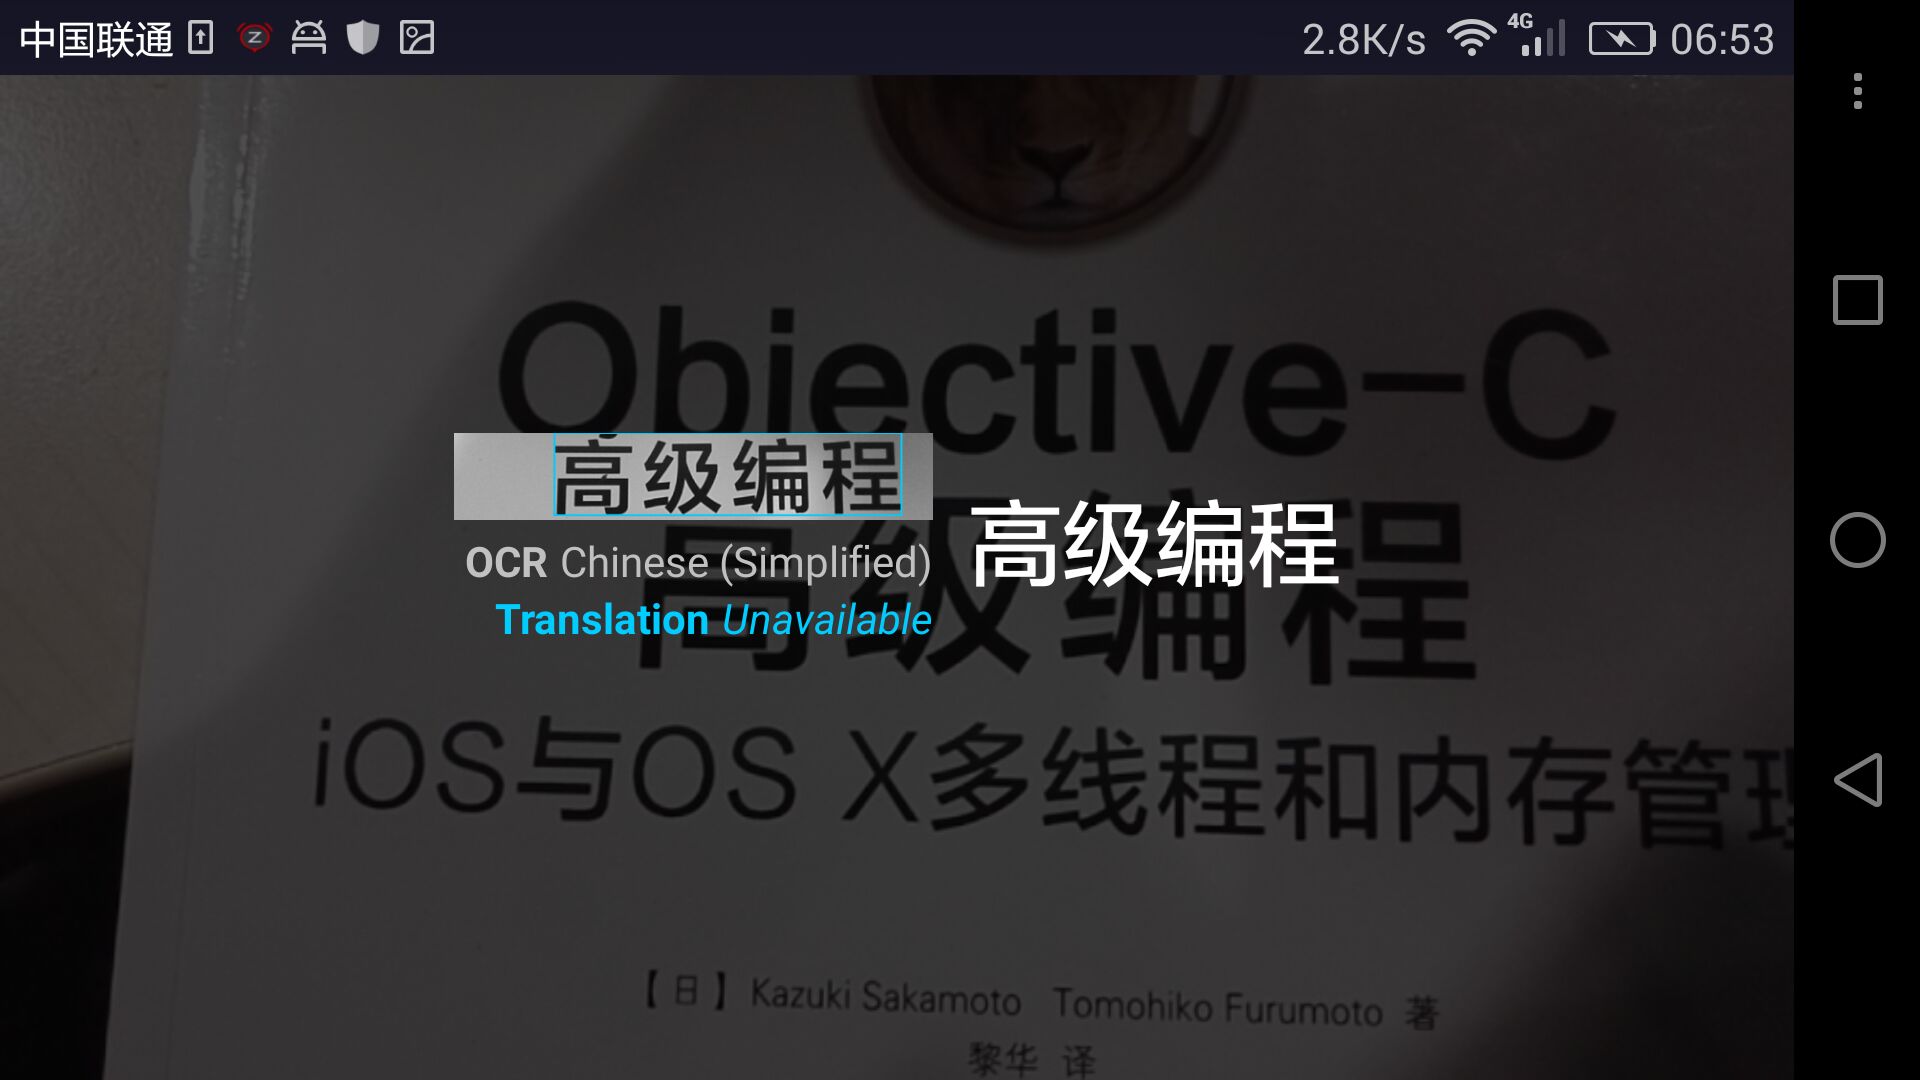 中国联通 2.8K/s 4G 06:53
Objective-C
高级编程
OCR Chinese (Simplified)
Translation Unavailable
高级编程
高级编程
iOS与OS X多线程和内存管理
【日】Kazuki Sakamoto Tomohiko Furumoto 著
黎华 译